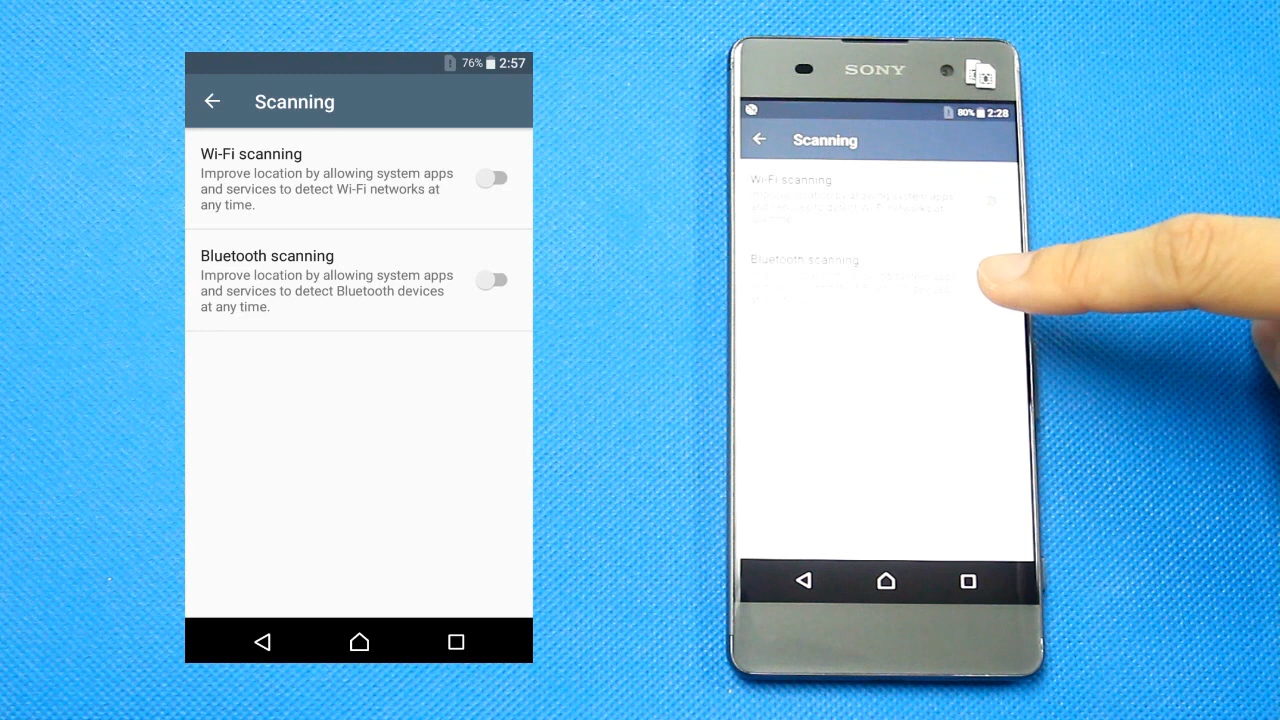 76% 2:57
Scanning
Wi-Fi scanning
Improve location by allowing system apps
and services to detect Wi-Fi networks at
any time.
Bluetooth scanning
Improve location by allowing system apps
and services to detect Bluetooth devices
at any time.
SONY
80% 2:28
Scanning
Wi-Fi scanning
Bluetooth scanning